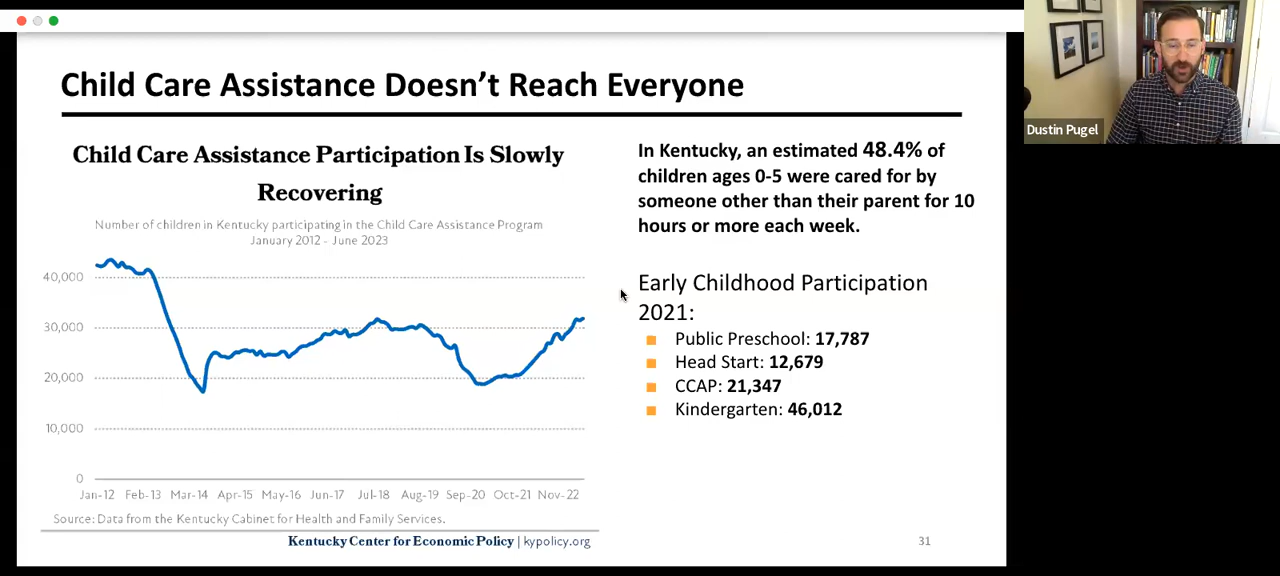 Child Care Assistance Doesn't Reach Everyone
Child Care Assistance Participation Is Slowly
Recovering
Number of children in Kentucky participating in the Child Care Assistance Program
January 2012 - June 2023
40,000
30,000
20,000
10,000
0
Jan-12 Feb-13 Mar-14 Apr-15 May-16 Jun-17 Jul-18 Aug-19 Sep-20 Oct-21 Nov-22
Source: Data from the Kentucky Cabinet for Health and Family Services.
Kentucky Center for Economic Policy | kypolicy.org
In Kentucky, an estimated 48.4% of
children ages 0-5 were cared for by
someone other than their parent for 10
hours or more each week.
Early Childhood Participation
2021:
Public Preschool: 17,787
Head Start: 12,679
CCAP: 21,347
Kindergarten: 46,012
31
Dustin Pugel